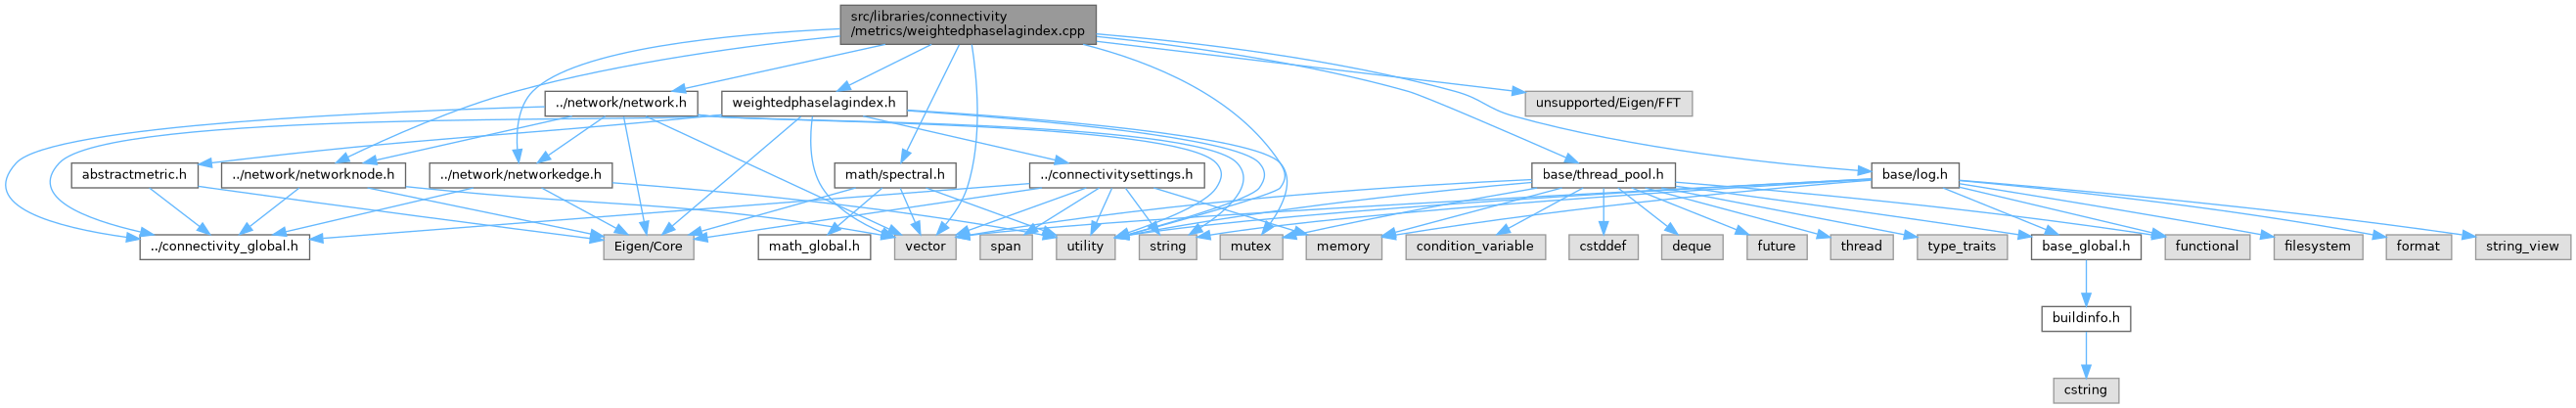 src/libraries/connectivity
/metrics/weightedphaselagindex.cpp
../network/network.h
weightedphaselagindex.h
unsupported/Eigen/FFT
abstractmetric.h
../network/networknode.h
../network/networkedge.h
math/spectral.h
../connectivitysettings.h
base/thread_pool.h
base/log.h
../connectivity_global.h
Eigen/Core
math_global.h
vector
span
utility
string
mutex
memory
condition_variable
cstddef
deque
future
thread
type_traits
base_global.h
functional
filesystem
format
string_view
buildinfo.h
cstring